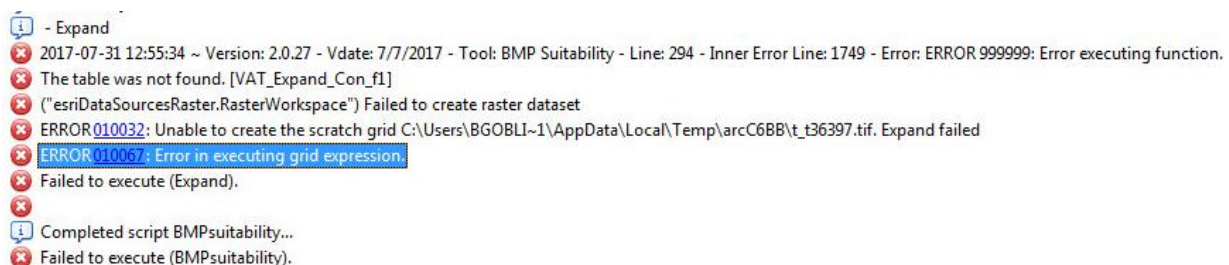 - Expand
2017-07-31 12:55:34 ~ Version: 2.0.27 - Vdate: 7/7/2017 - Tool: BMP Suitability - Line: 294 - Inner Error Line: 1749 - Error: ERROR 999999: Error executing function.
The table was not found. [VAT_Expand_Con_f1]
("esriDataSourcesRaster.RasterWorkspace") Failed to create raster dataset
ERROR 010032: Unable to create the scratch grid C:\Users\BGOBLI~1\AppData\Local\Temp\arcC6BB\t_t36397.tif. Expand failed
ERROR 010067: Error in executing grid expression.
Failed to execute (Expand).
Completed script BMPsuitability...
Failed to execute (BMPsuitability).